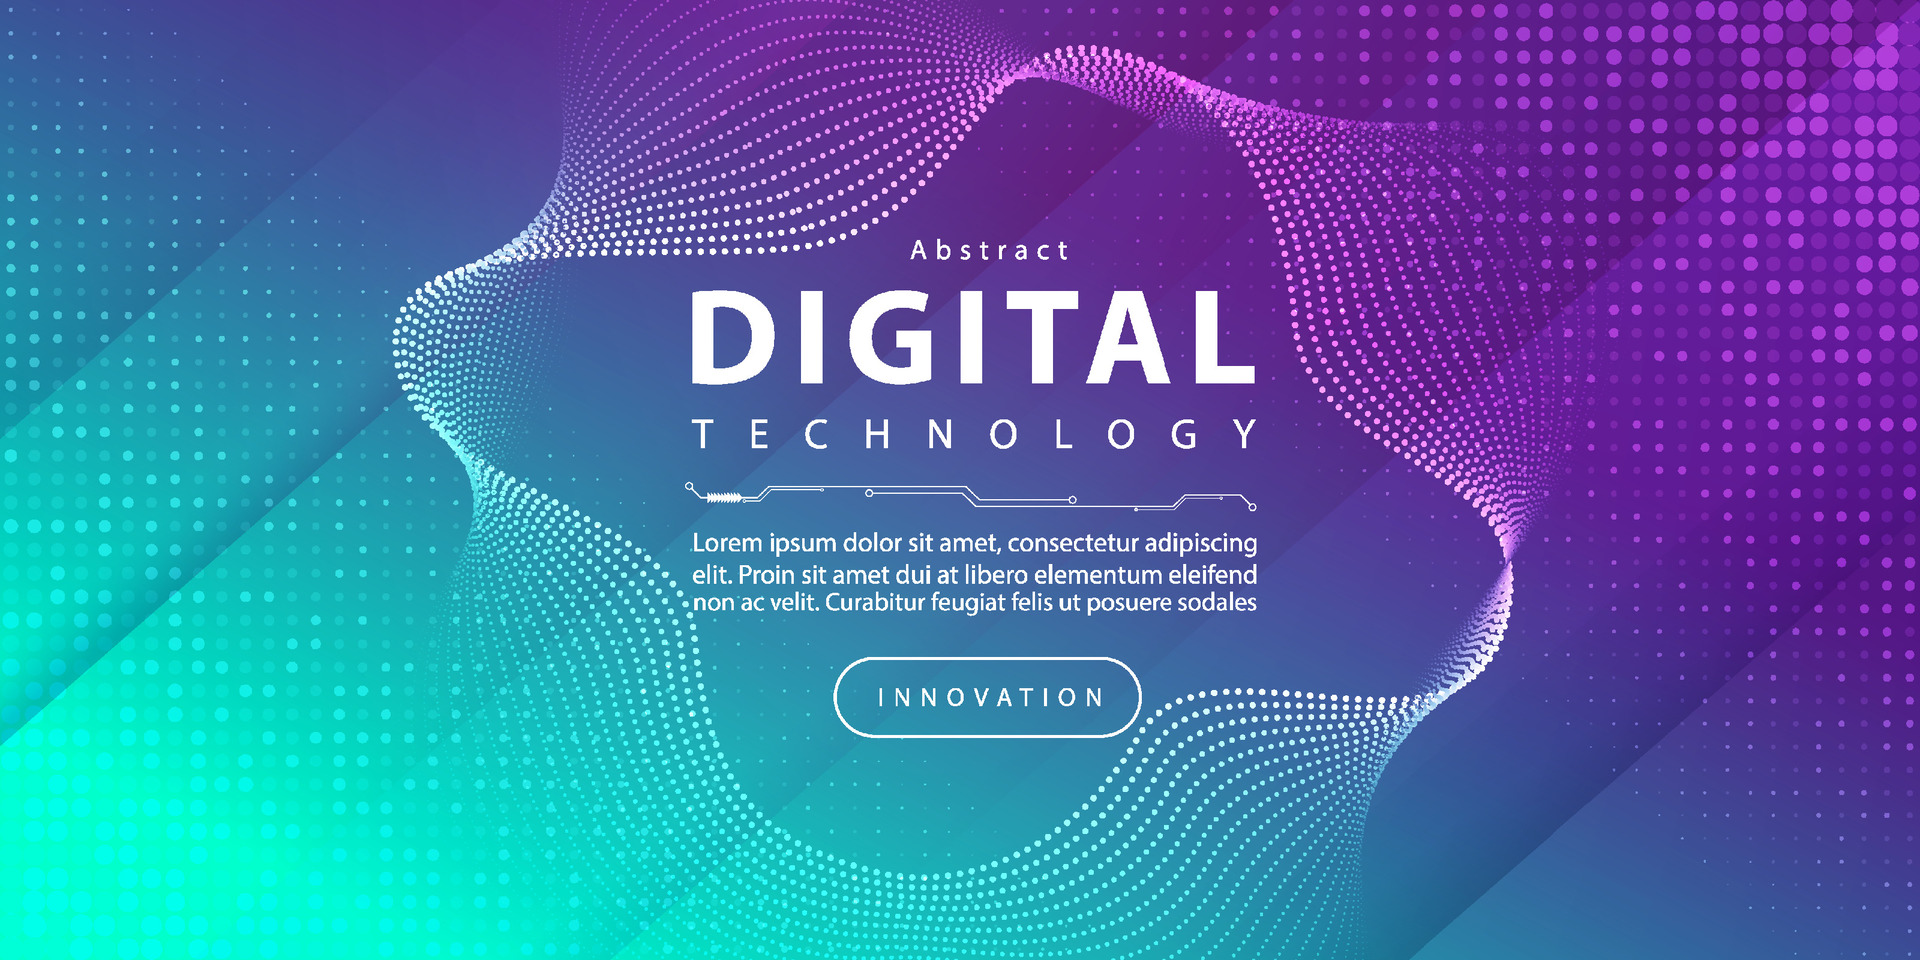 Abstract
DIGITAL
TECHNOLOGY
Lorem ipsum dolor sit amet, consectetur adipiscing
elit. Proin sit amet dui at libero elementum eleifend
non ac velit. Curabitur feugiat felis ut posuere sodales
INNOVATION